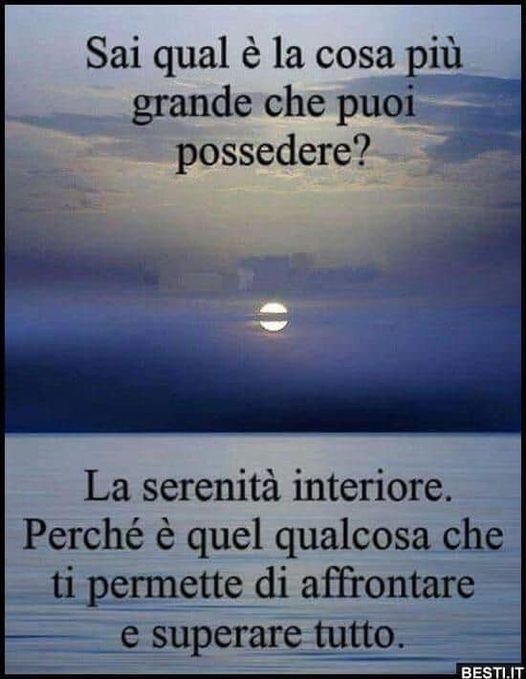 Sai qual è la cosa più
grande che puoi
possedere?
La serenità interiore.
Perché è quel qualcosa che
ti permette di affrontare
e superare tutto.
BESTI.IT